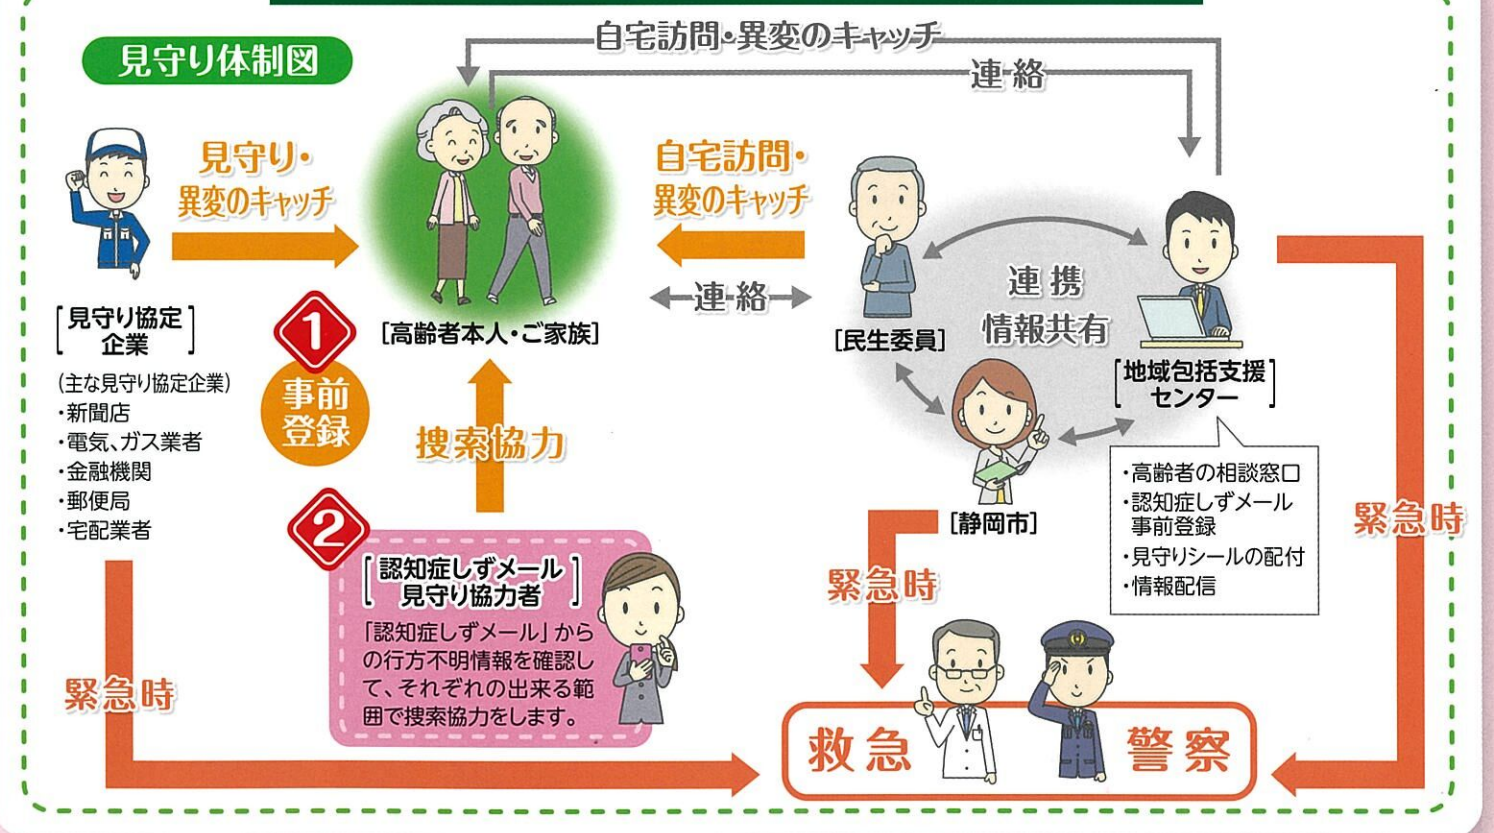 見守り体制図
自宅訪問・異変のキャッチ
連絡
見守り・
異変のキャッチ
自宅訪問・
異変のキャッチ
連絡
[高齢者本人・ご家族]
[見守り協定
企業]
(主な見守り協定企業)
・新聞店
・電気、ガス業者
・金融機関
・郵便局
・宅配業者
1
事前
登録
捜索協力
2
[認知症しずメール
見守り協力者]
「認知症しずメール」から
の行方不明情報を確認し
て、それぞれの出来る範
囲で捜索協力をします。
[民生委員]
連携
情報共有
[地域包括支援
センター]
・高齢者の相談窓口
・認知症しずメール
事前登録
・見守りシールの配付
・情報配信
[静岡市]
緊急時
緊急時
緊急時
救急
警察